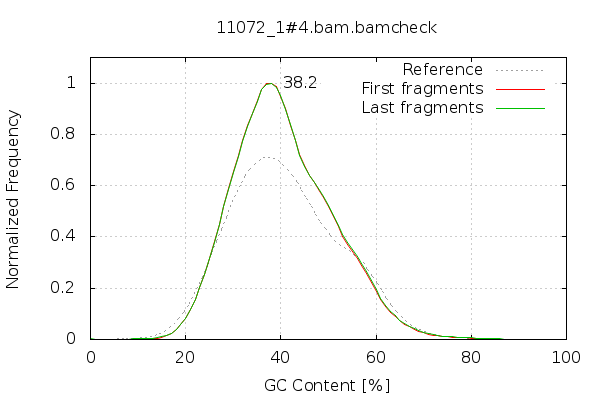 11072_1#4.bam.bamcheck
Normalized Frequency
1
0.8
0.6
0.4
0.2
0
38.2
Reference
First fragments
Last fragments
0 20 40 60 80 100
GC Content [%]